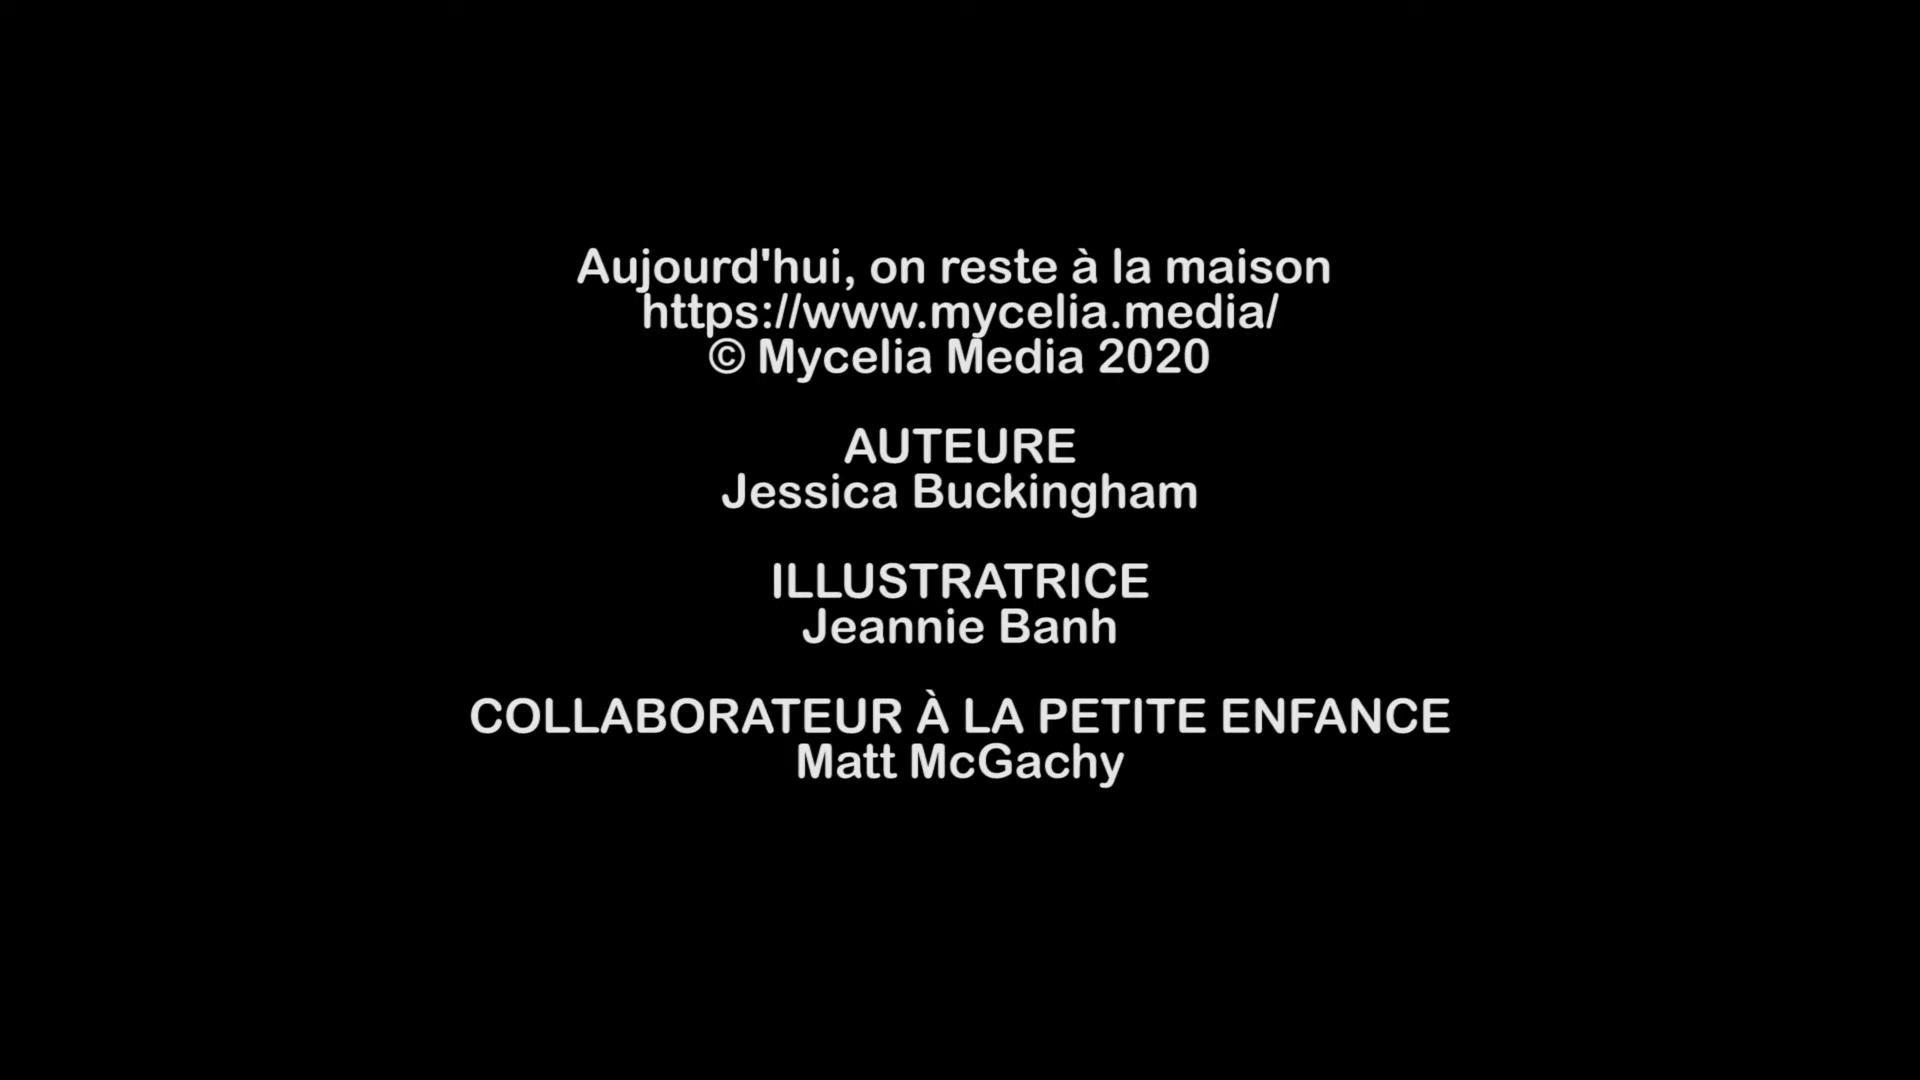 Aujourd'hui, on reste à la maison
https://www.mycelia.media/
© Mycelia Media 2020
AUTEURE
Jessica Buckingham
ILLUSTRATRICE
Jeannie Banh
COLLABORATEUR À LA PETITE ENFANCE
Matt McGachy